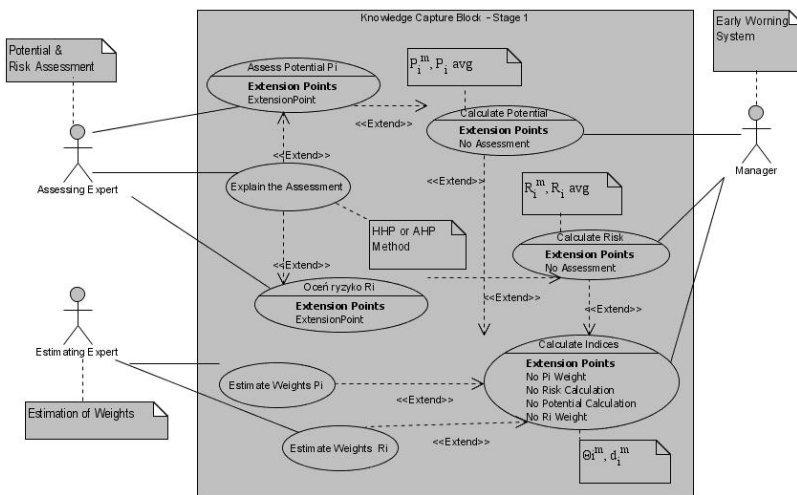 Knowledge Capture Block - Stage 1
Potential &
Risk Assessment
Early Worning
System
Assess Potential Pi
Extension Points
ExtensionPoint
P_i^m, P_i avg
<<Extend>>
Calculate Potential
Extension Points
No Assessment
<<Extend>>
Assessing Expert
Explain the Assessment
Manager
<<Extend>>
R_i^m, R_i avg
HHP or AHP
Method
Calculate Risk
Extension Points
No Assessment
<<Extend>>
Oceń ryzyko Ri
Extension Points
ExtensionPoint
<<Extend>>
<<Extend>>
<<Extend>>
Estimating Expert
Calculate Indices
Extension Points
No Pi Weight
No Risk Calculation
No Potential Calculation
No Ri Weight
Estimate Weights Pi
<<Extend>>
Estimation of Weights
Estimate Weights Ri
<<Extend>>
Θi^m, d_i^m